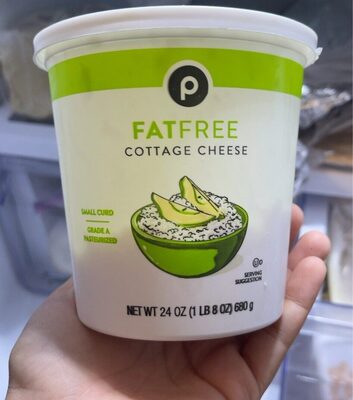 p
FATFREE
COTTAGE CHEESE
SMALL CURD
GRADE A
PASTEURIZED
SERVING
SUGGESTION
NET WT 24 OZ (1 LB 8 OZ) 680 g